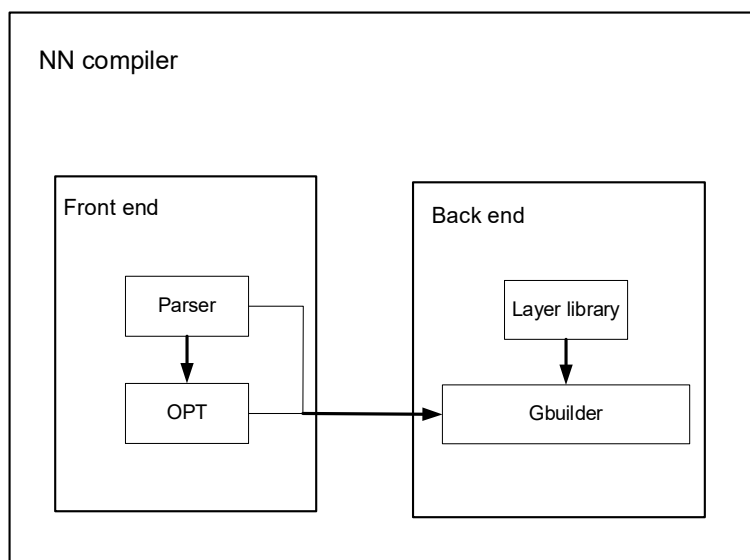 NN compiler
Front end
Back end
Parser
Layer library
OPT
Gbuilder